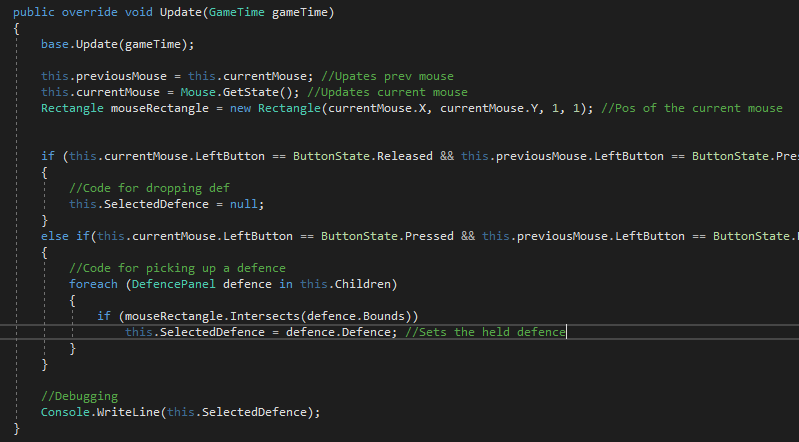 public override void Update(GameTime gameTime)
{
base.Update(gameTime);
this.previousMouse = this.currentMouse; //Upates prev mouse
this.currentMouse = Mouse.GetState(); //Updates current mouse
Rectangle mouseRectangle = new Rectangle(currentMouse.X, currentMouse.Y, 1, 1); //Pos of the current mouse
if (this.currentMouse.LeftButton == ButtonState.Released && this.previousMouse.LeftButton == ButtonState.Pres
{
//Code for dropping def
this.SelectedDefence = null;
}
else if(this.currentMouse.LeftButton == ButtonState.Pressed && this.previousMouse.LeftButton == ButtonState.
{
//Code for picking up a defence
foreach (DefencePanel defence in this.Children)
{
if (mouseRectangle.Intersects(defence.Bounds))
this.SelectedDefence = defence.Defence; //Sets the held defence
}
}
//Debugging
Console.WriteLine(this.SelectedDefence);
}